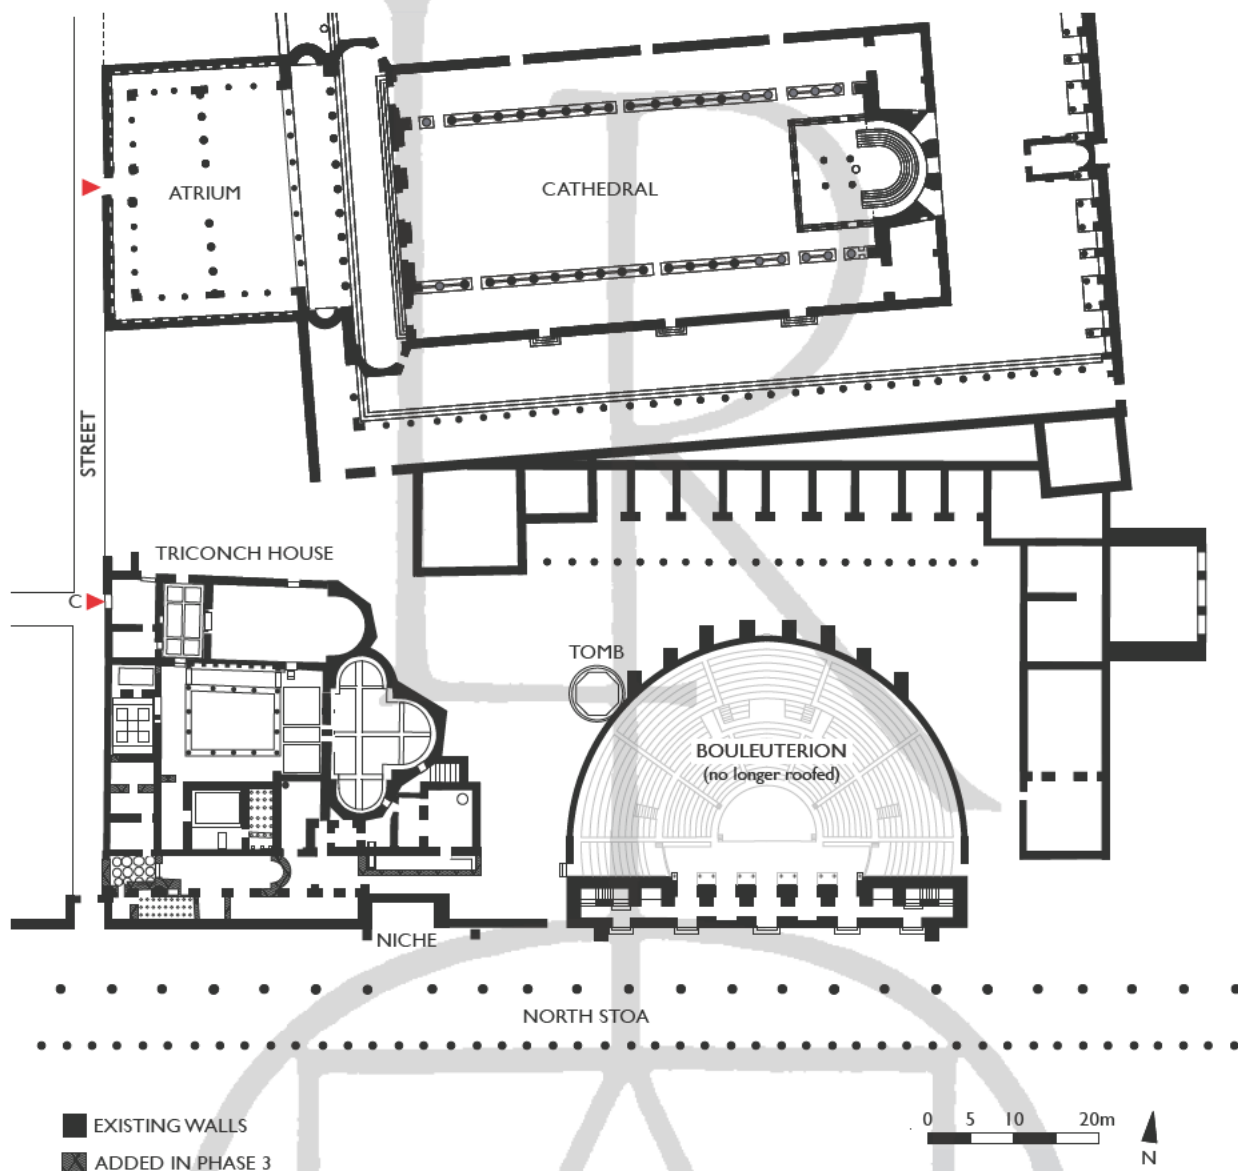 ATRIUM
CATHEDRAL
STREET
TRICONCH HOUSE
C
TOMB
BOULEUTERION
(no longer roofed)
NICHE
NORTH STOA
EXISTING WALLS
ADDED IN PHASE 3
0 5 10 20m
N